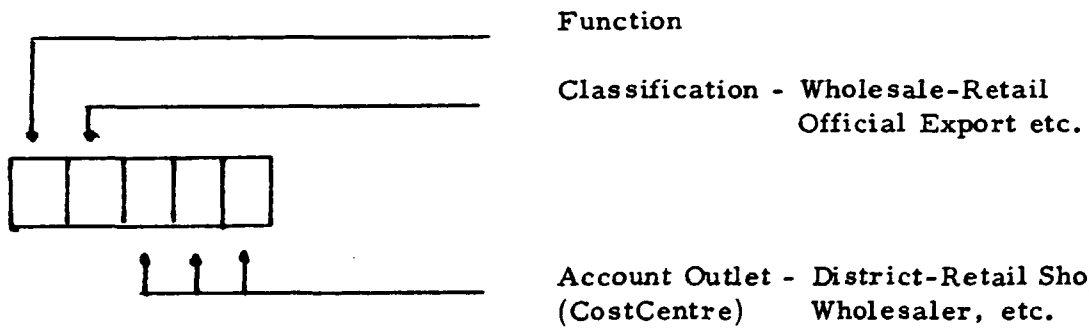 Function
Classification - Wholesale-Retail
Official Export etc.
Account Outlet - District-Retail Sho
(CostCentre) Wholesaler, etc.